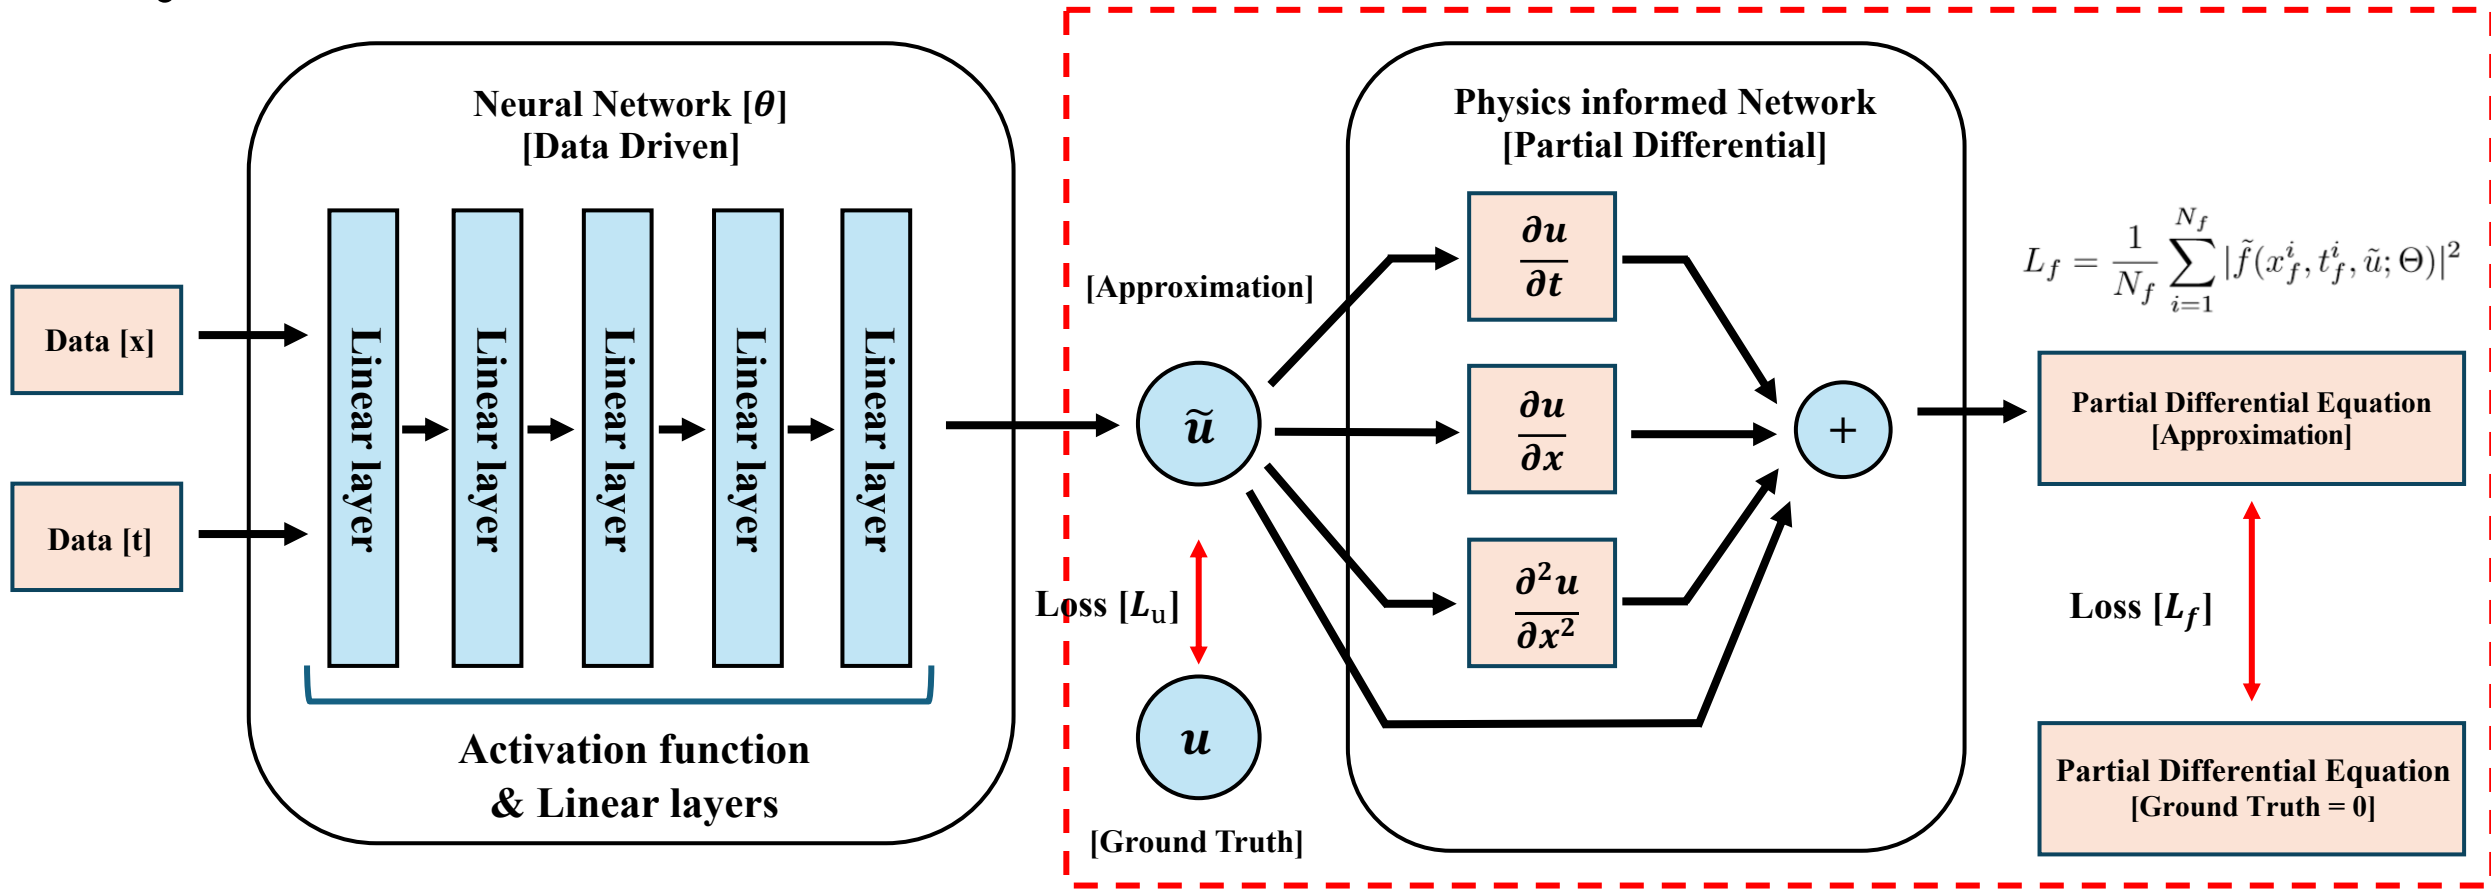 Neural Network [θ]
[Data Driven]
Data [x]
Data [t]
Linear layer
Linear layer
Linear layer
Linear layer
Linear layer
Activation function
& Linear layers
[Approximation]
ũ
Loss [L_u]
u
[Ground Truth]
Physics informed Network
[Partial Differential]
∂u/∂t
∂u/∂x
∂²u/∂x²
+
L_f = 1/N_f ∑_{i=1}^{N_f} |f̃(x_f^i, t_f^i, ũ; Θ)|²
Partial Differential Equation
[Approximation]
Loss [L_f]
Partial Differential Equation
[Ground Truth = 0]